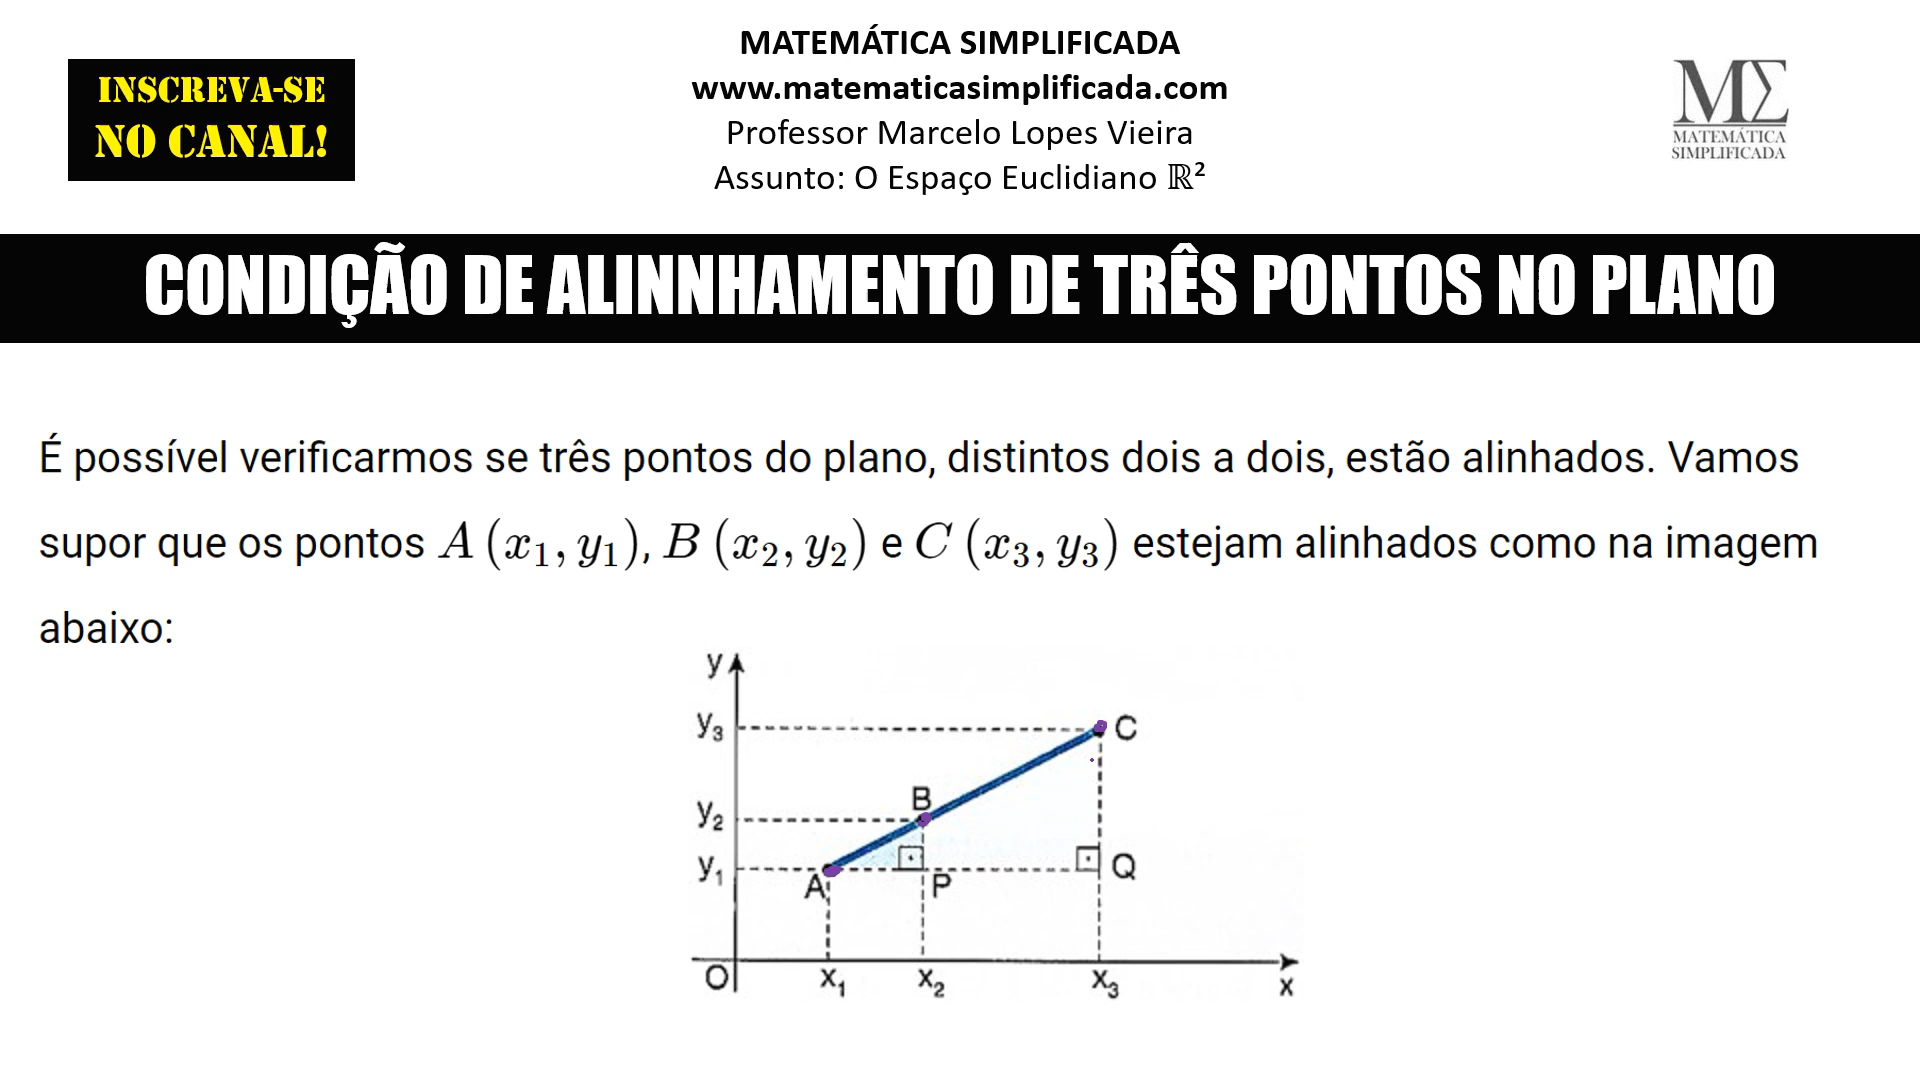 INSCREVA-SE
NO CANAL!
MATEMÁTICA SIMPLIFICADA
www.matematicasimplificada.com
Professor Marcelo Lopes Vieira
Assunto: O Espaço Euclidiano ℝ²
MΣ
MATEMÁTICA
SIMPLIFICADA
CONDIÇÃO DE ALINNHAMENTO DE TRÊS PONTOS NO PLANO
É possível verificarmos se três pontos do plano, distintos dois a dois, estão alinhados. Vamos
supor que os pontos A (x₁, y₁), B (x₂, y₂) e C (x₃, y₃) estejam alinhados como na imagem
abaixo:
y
y₃ C
B
y₂
y₁ Q
A P
O x₁ x₂ x₃ x